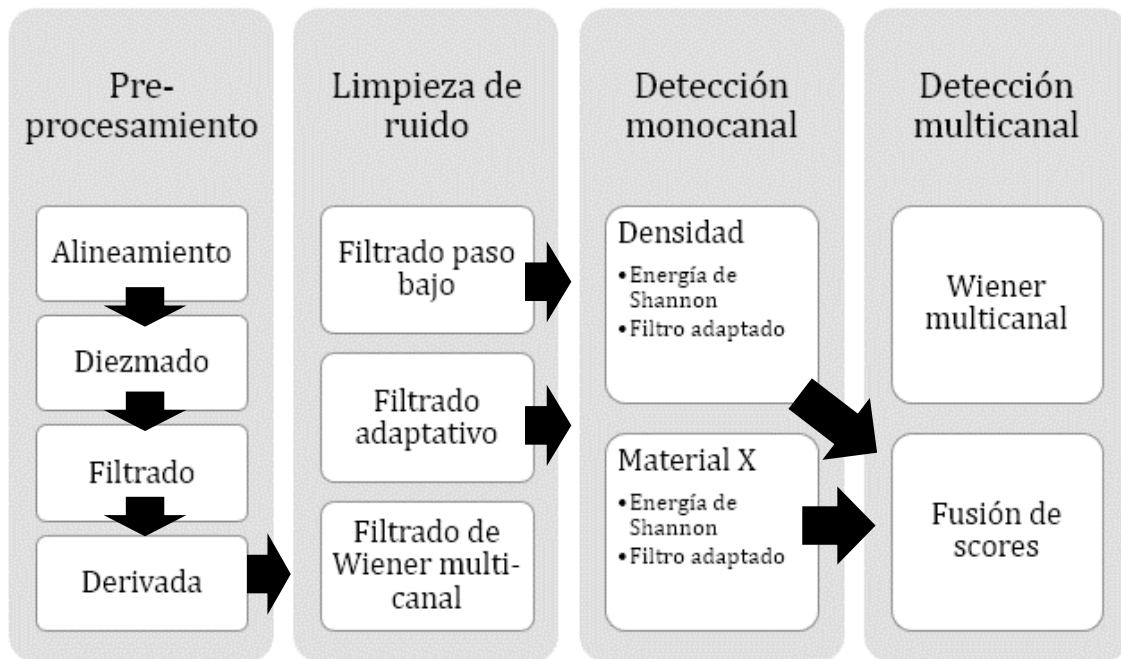 Pre-
procesamiento
Alineamiento
Diezmado
Filtrado
Derivada
Limpieza de
ruido
Filtrado paso
bajo
Filtrado
adaptativo
Filtrado de
Wiener multi-
canal
Detección
monocanal
Densidad
•Energía de
Shannon
•Filtro adaptado
Material X
•Energía de
Shannon
•Filtro adaptado
Detección
multicanal
Wiener
multicanal
Fusión de
scores